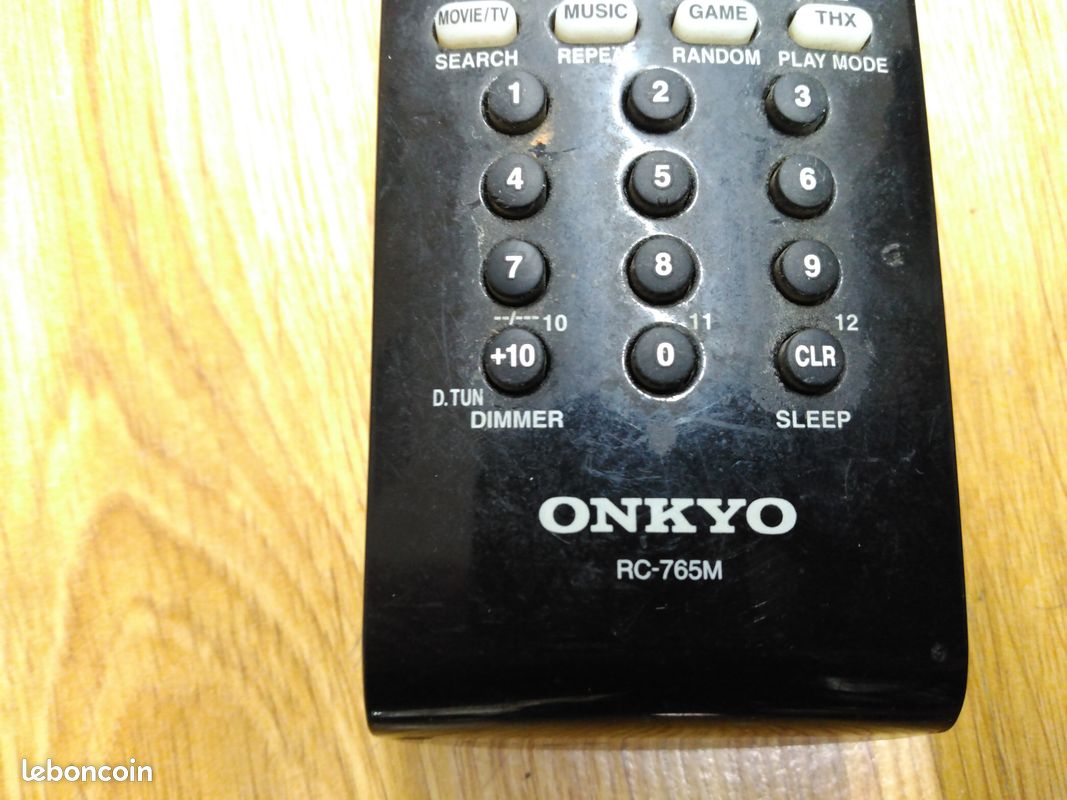 MOVIE/TV MUSIC GAME THX
SEARCH REPEAT RANDOM PLAY MODE
1 2 3
4 5 6
7 8 9
--/--- 10 11 12
+10 0 CLR
D.TUN
DIMMER SLEEP
ONKYO
RC-765M
leboncoin